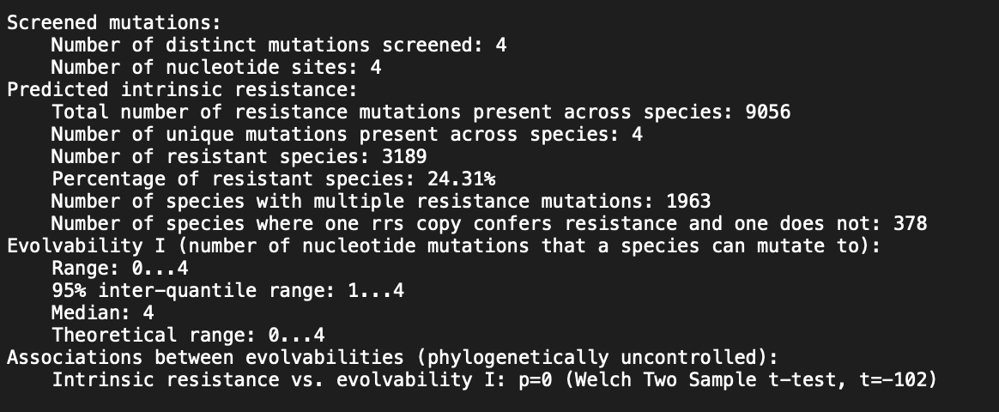 Screened mutations:
Number of distinct mutations screened: 4
Number of nucleotide sites: 4
Predicted intrinsic resistance:
Total number of resistance mutations present across species: 9056
Number of unique mutations present across species: 4
Number of resistant species: 3189
Percentage of resistant species: 24.31%
Number of species with multiple resistance mutations: 1963
Number of species where one rrs copy confers resistance and one does not: 378
Evolvability I (number of nucleotide mutations that a species can mutate to):
Range: 0...4
95% inter-quantile range: 1...4
Median: 4
Theoretical range: 0...4
Associations between evolvabilities (phylogenetically uncontrolled):
Intrinsic resistance vs. evolvability I: p=0 (Welch Two Sample t-test, t=-102)